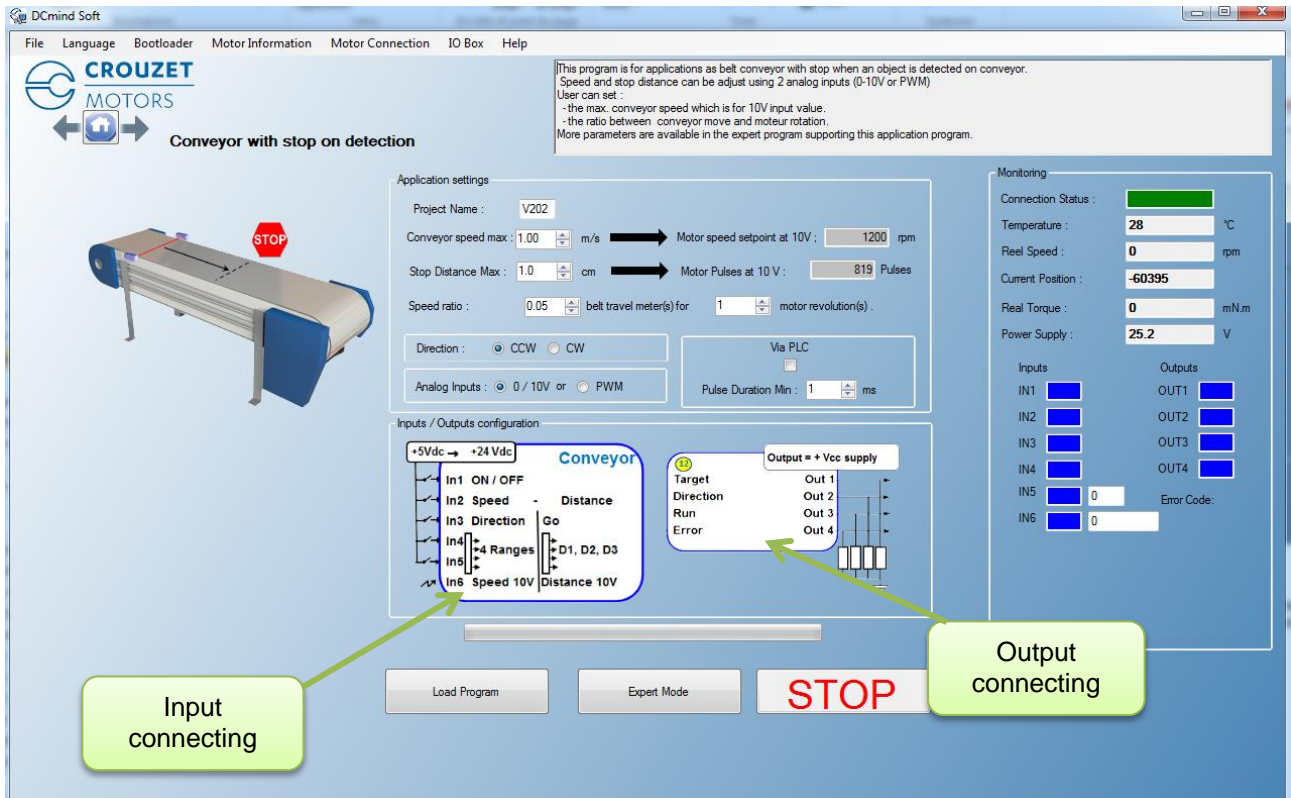 DCmind Soft
File Language Bootloader Motor Information Motor Connection IO Box Help
CROUZET
MOTORS
Conveyor with stop on detection
This program is for applications as belt conveyor with stop when an object is detected on conveyor.
Speed and stop distance can be adjust using 2 analog inputs (0-10V or PWM)
User can set :
- the max. conveyor speed which is for 10V input value.
- the ratio between conveyor move and moteur rotation.
More parameters are available in the expert program supporting this application program.
STOP
Application settings
Project Name : V202
Conveyor speed max : 1.00 m/s Motor speed setpoint at 10V ; 1200 rpm
Stop Distance Max : 1.0 cm Motor Pulses at 10 V : 819 Pulses
Speed ratio : 0.05 belt travel meter(s) for 1 motor revolution(s) .
Direction : CCW CW
Analog Inputs : 0 / 10V or PWM
Via PLC
Pulse Duration Min : 1 ms
Inputs / Outputs configuration
+5Vdc → +24 Vdc
Conveyor
In1 ON / OFF
In2 Speed - Distance
In3 Direction Go
In4
4 Ranges D1, D2, D3
In5
In6 Speed 10V Distance 10V
12
Output = + Vcc supply
Target Out 1
Direction Out 2
Run Out 3
Error Out 4
Load Program
Expert Mode
STOP
Input
connecting
Output
connecting
Monitoring
Connection Status :
Temperature : 28 °C
Reel Speed : 0 rpm
Current Position : -60395
Real Torque : 0 mN.m
Power Supply : 25.2 V
Inputs Outputs
IN1 OUT1
IN2 OUT2
IN3 OUT3
IN4 OUT4
IN5 0 Error Code:
IN6 0